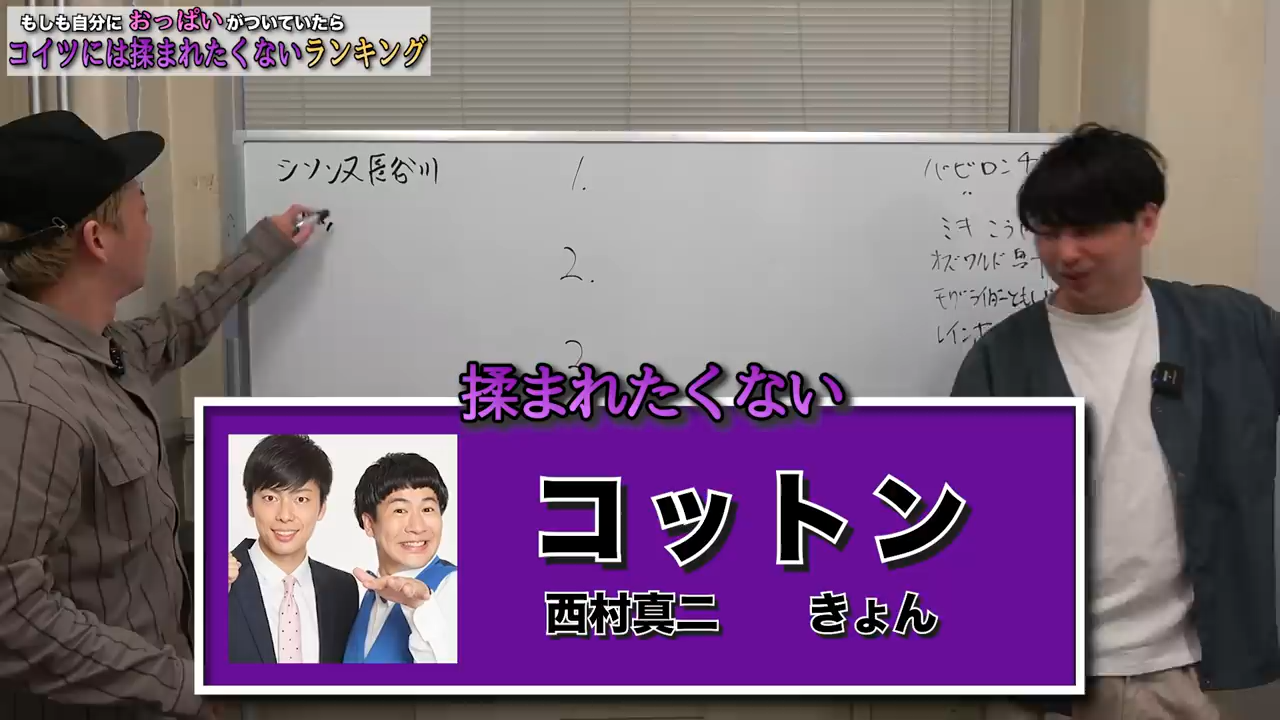 もしも自分におっぱいがついていたら
コイツには揉まれたくないランキング
シソンヌ長谷川
1.
2.
3
バビロン
〃
ミキ こう
オズワルド
モグライダーともし
レイン
揉まれたくない
コットン
西村真二 きょん